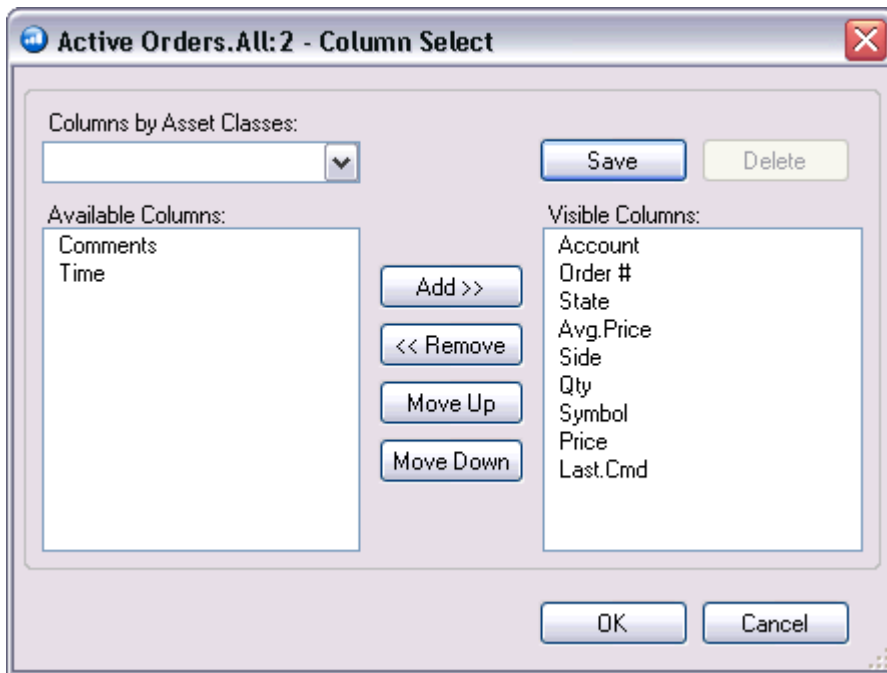 Active Orders.All:2 - Column Select
Columns by Asset Classes:
Save
Delete
Available Columns:
Comments
Time
Add >>
<< Remove
Move Up
Move Down
Visible Columns:
Account
Order #
State
Avg.Price
Side
Qty
Symbol
Price
Last.Cmd
OK
Cancel